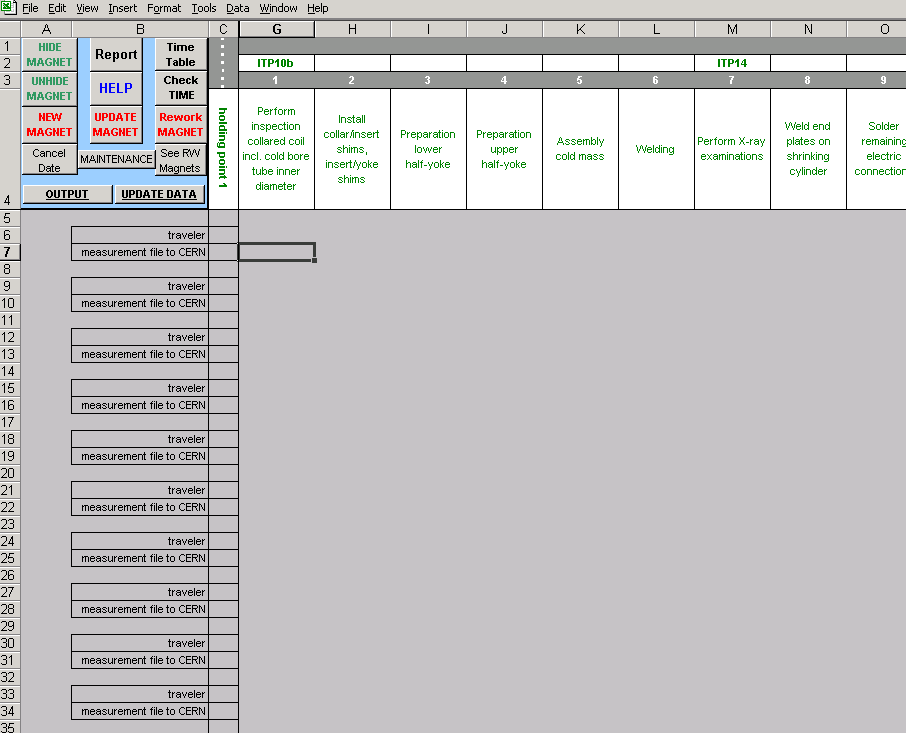 File Edit View Insert Format Tools Data Window Help
A B C G H I J K L M N O
1
2 ITP10b ITP14
3 1 2 3 4 5 6 7 8 9
HIDE
MAGNET
Report
Time
Table
UNHIDE
MAGNET
HELP
Check
TIME
NEW
MAGNET
UPDATE
MAGNET
Rework
MAGNET
Cancel
Date
MAINTENANCE
See RW
Magnets
OUTPUT
UPDATE DATA
holding point 1
4
Perform
inspection
collared coil
incl. cold bore
tube inner
diameter
Install
collar/insert
shims,
insert/yoke
shims
Preparation
lower
half-yoke
Preparation
upper
half-yoke
Assembly
cold mass
Welding
Perform X-ray
examinations
Weld end
plates on
shrinking
cylinder
Solder
remaining
electric
connection
5
6 traveler
7 measurement file to CERN
8
9 traveler
10 measurement file to CERN
11
12 traveler
13 measurement file to CERN
14
15 traveler
16 measurement file to CERN
17
18 traveler
19 measurement file to CERN
20
21 traveler
22 measurement file to CERN
23
24 traveler
25 measurement file to CERN
26
27 traveler
28 measurement file to CERN
29
30 traveler
31 measurement file to CERN
32
33 traveler
34 measurement file to CERN
35